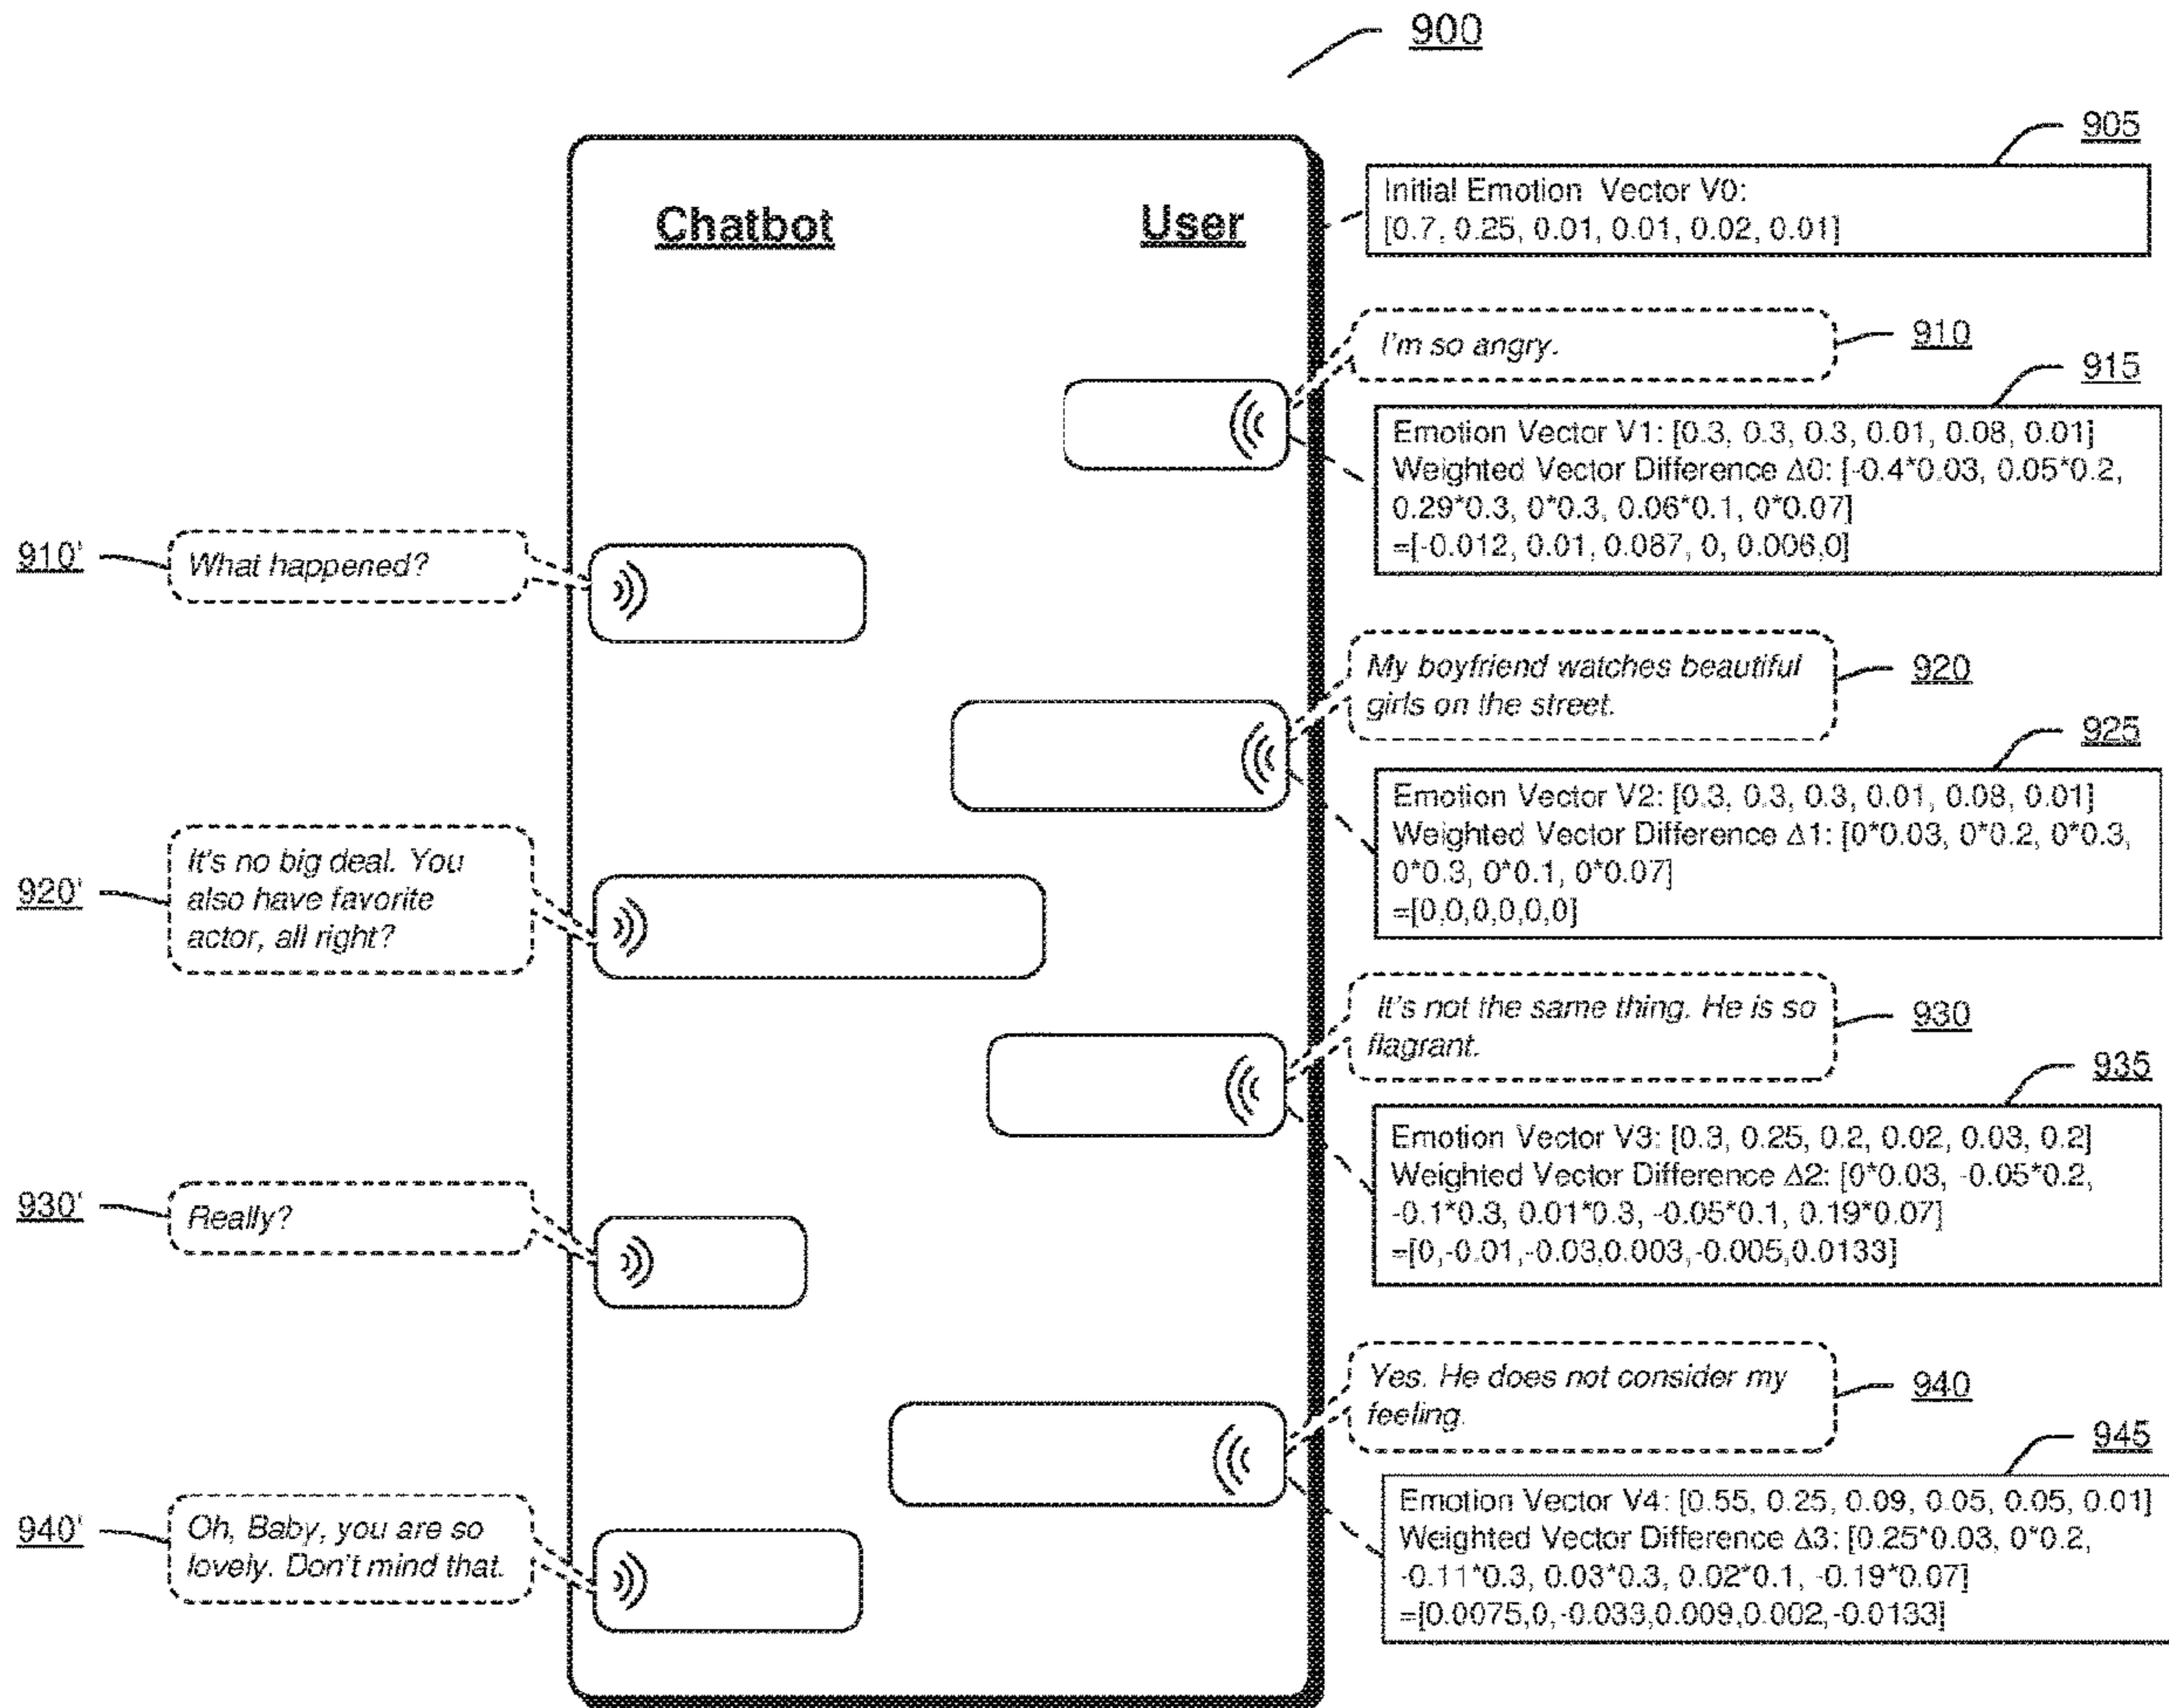 900
905
Chatbot
User
Initial Emotion Vector V0:
[0.7, 0.25, 0.01, 0.01, 0.02, 0.01]
I'm so angry.
910
915
Emotion Vector V1: [0.3, 0.3, 0.3, 0.01, 0.08, 0.01]
Weighted Vector Difference Δ0: [-0.4*0.03, 0.05*0.2,
0.29*0.3, 0*0.3, 0.06*0.1, 0*0.07]
=[-0.012, 0.01, 0.087, 0, 0.006,0]
910'
What happened?
My boyfriend watches beautiful
girls on the street.
920
925
Emotion Vector V2: [0.3, 0.3, 0.3, 0.01, 0.08, 0.01]
Weighted Vector Difference Δ1: [0*0.03, 0*0.2, 0*0.3,
0*0.3, 0*0.1, 0*0.07]
=[0,0,0,0,0,0]
920'
It's no big deal. You
also have favorite
actor, all right?
It's not the same thing. He is so
flagrant.
930
935
Emotion Vector V3: [0.3, 0.25, 0.2, 0.02, 0.03, 0.2]
Weighted Vector Difference Δ2: [0*0.03, -0.05*0.2,
-0.1*0.3, 0.01*0.3, -0.05*0.1, 0.19*0.07]
=[0,-0.01,-0.03,0.003,-0.005,0.0133]
930'
Really?
Yes. He does not consider my
feeling.
940
945
Emotion Vector V4: [0.55, 0.25, 0.09, 0.05, 0.05, 0.01]
Weighted Vector Difference Δ3: [0.25*0.03, 0*0.2,
-0.11*0.3, 0.03*0.3, 0.02*0.1, -0.19*0.07]
=[0.0075,0,-0.033,0.009,0.002,-0.0133]
940'
Oh, Baby, you are so
lovely. Don't mind that.